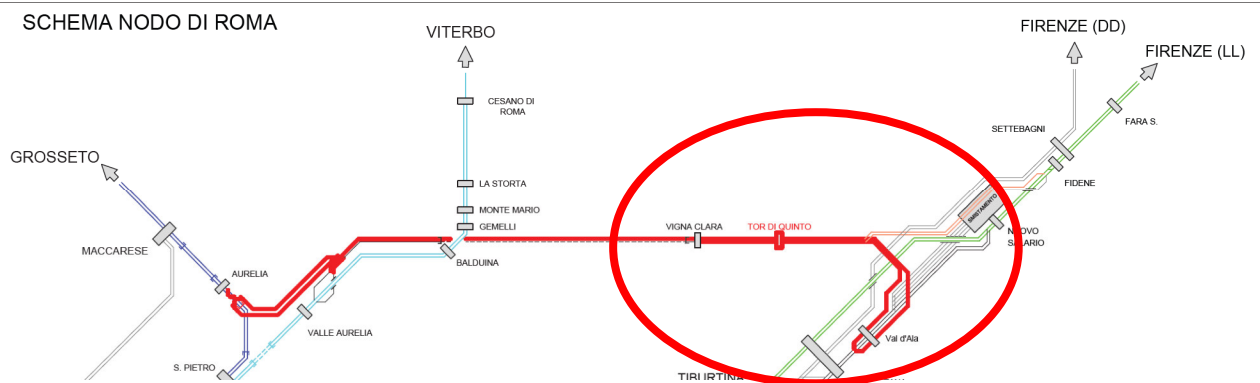 SCHEMA NODO DI ROMA
VITERBO
FIRENZE (DD)
FIRENZE (LL)
CESANO DI
ROMA
FARA S.
SETTEBAGNI
GROSSETO
FIDENE
LA STORTA
SMISTAMENTO
MONTE MARIO
GEMELLI
VIGNA CLARA
TOR DI QUINTO
NUOVO
SALARIO
MACCARESE
BALDUINA
AURELIA
VALLE AURELIA
Val d'Ala
S. PIETRO
TIBURTINA